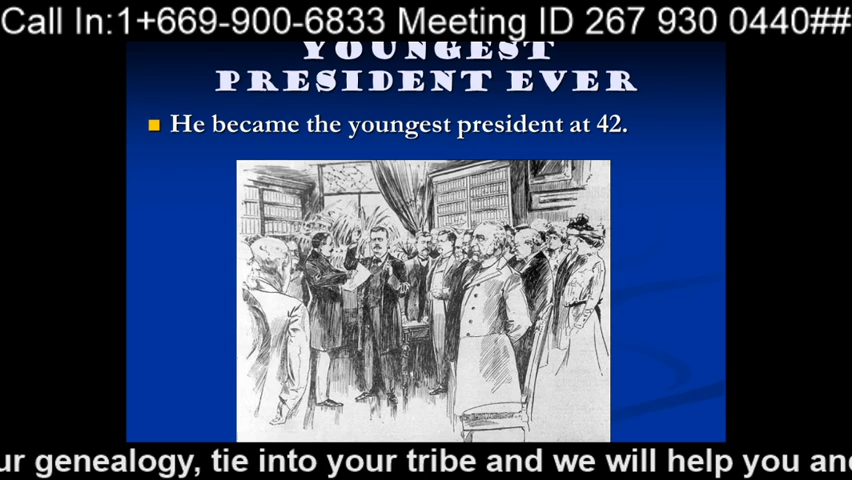 Call In:1+669-900-6833 Meeting ID 267 930 0440##
YOUNGEST
PRESIDENT EVER
He became the youngest president at 42.
genealogy, tie into your tribe and we will help you